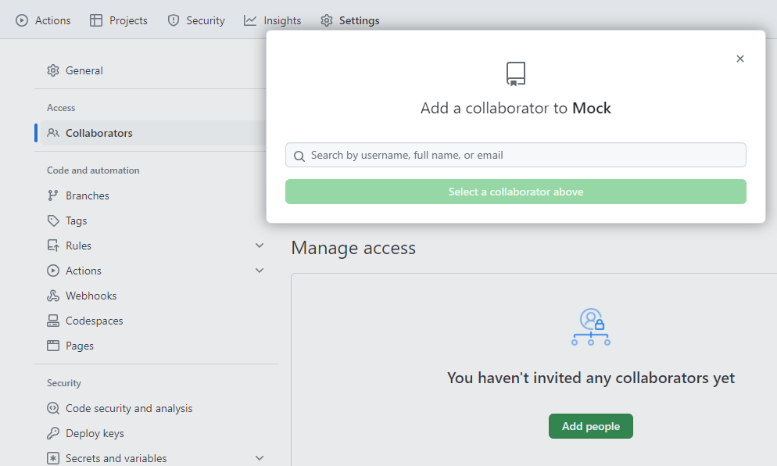 Actions Projects Security Insights Settings
General
Access
Collaborators
Code and automation
Branches
Tags
Rules
Actions
Webhooks
Codespaces
Pages
Security
Code security and analysis
Deploy keys
Secrets and variables
Add a collaborator to Mock
Search by username, full name, or email
Select a collaborator above
Manage access
You haven't invited any collaborators yet
Add people